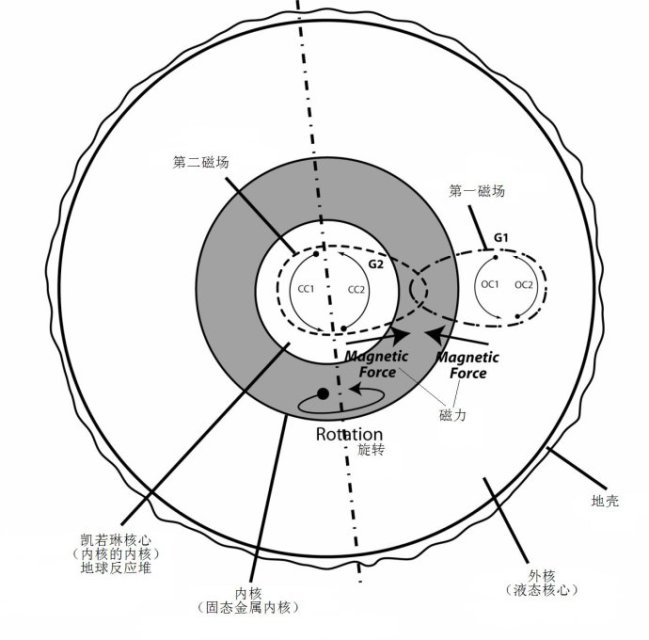 第二磁场
第一磁场
G1
G2
CC1
CC2
OC1
OC2
Magnetic
Force
Magnetic
Force
磁力
Rotation
旋转
地壳
凯若琳核心
（内核的内核）
地球反应堆
内核
（固态金属内核）
外核
（液态核心）